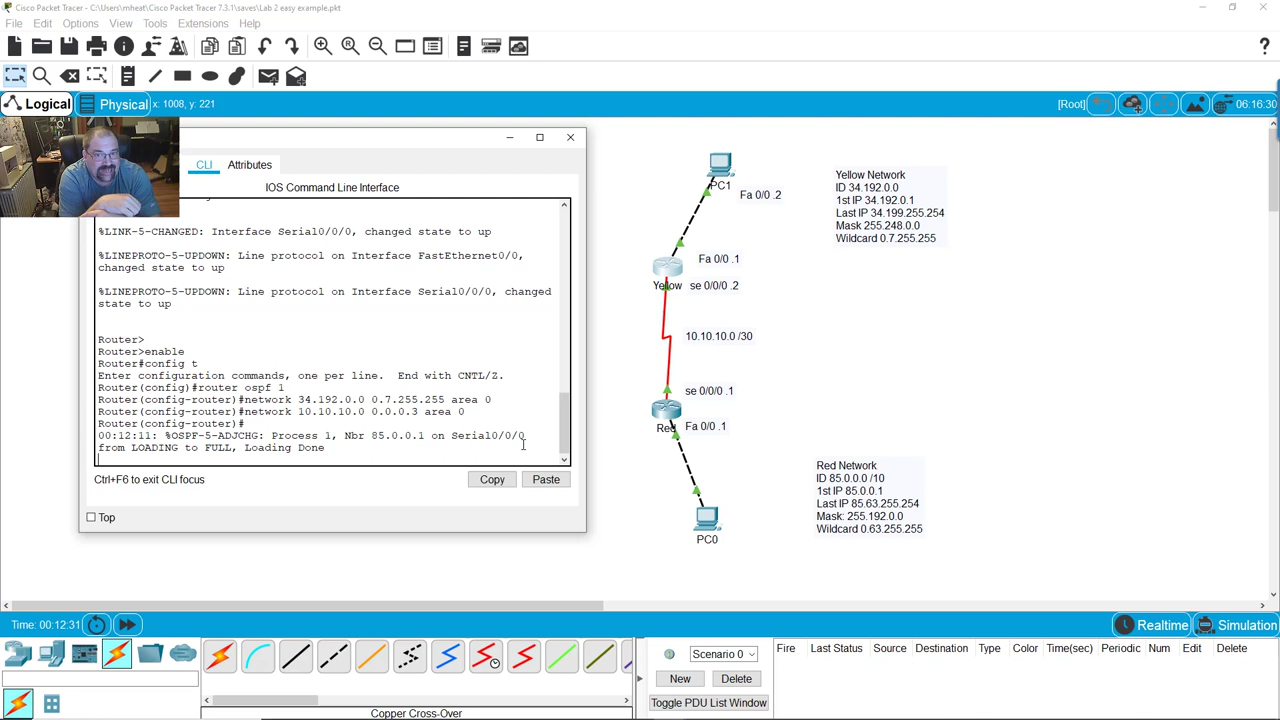 Cisco Packet Tracer - C:\Users\mheat\Cisco Packet Tracer 7.3.1\saves\Lab 2 easy example.pkt
File Edit Options View Tools Extensions Help
Logical Physical x: 1008, y: 221 [Root] 06:16:30
CLI Attributes
IOS Command Line Interface
%LINK-5-CHANGED: Interface Serial0/0/0, changed state to up
%LINEPROTO-5-UPDOWN: Line protocol on Interface FastEthernet0/0,
changed state to up
%LINEPROTO-5-UPDOWN: Line protocol on Interface Serial0/0/0, changed
state to up
Router>
Router>enable
Router#config t
Enter configuration commands, one per line.  End with CNTL/Z.
Router(config)#router ospf 1
Router(config-router)#network 34.192.0.0 0.7.255.255 area 0
Router(config-router)#network 10.10.10.0 0.0.0.3 area 0
Router(config-router)#
00:12:11: %OSPF-5-ADJCHG: Process 1, Nbr 85.0.0.1 on Serial0/0/0
from LOADING to FULL, Loading Done
Ctrl+F6 to exit CLI focus
Copy
Paste
Top
PC1
Fa 0/0 .2
Fa 0/0 .1
Yellow
se 0/0/0 .2
10.10.10.0 /30
se 0/0/0 .1
Red
Fa 0/0 .1
PC0
Yellow Network
ID 34.192.0.0
1st IP 34.192.0.1
Last IP 34.199.255.254
Mask 255.248.0.0
Wildcard 0.7.255.255
Red Network
ID 85.0.0.0 /10
1st IP 85.0.0.1
Last IP 85.63.255.254
Mask: 255.192.0.0
Wildcard 0.63.255.255
Time: 00:12:31
Realtime Simulation
Scenario 0
New
Delete
Toggle PDU List Window
Fire Last Status Source Destination Type Color Time(sec) Periodic Num Edit Delete
Copper Cross-Over